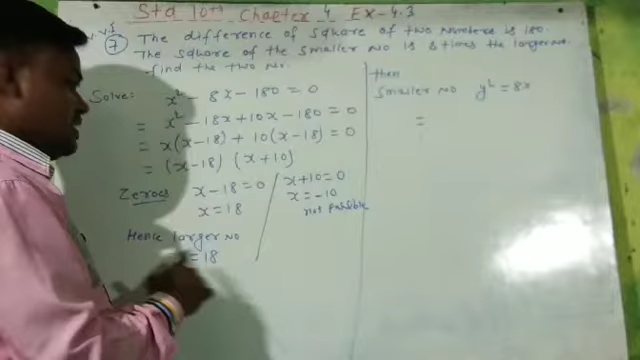 Std 10th Chapter 4 Ex-4.3
V.V.I
7 The difference of square of two numbers is 180.
The square of the smaller no is 8 times the larger no.
find the two no.
Solve: x² - 8x - 180 = 0
= x² - 18x + 10x - 180 = 0
= x(x-18) + 10(x-18) = 0
= (x-18) (x+10)
Zeroes x - 18 = 0 / x + 10 = 0
x = 18 x = -10
not possible
Hence larger no
= 18
then
smaller no y² = 8x
=